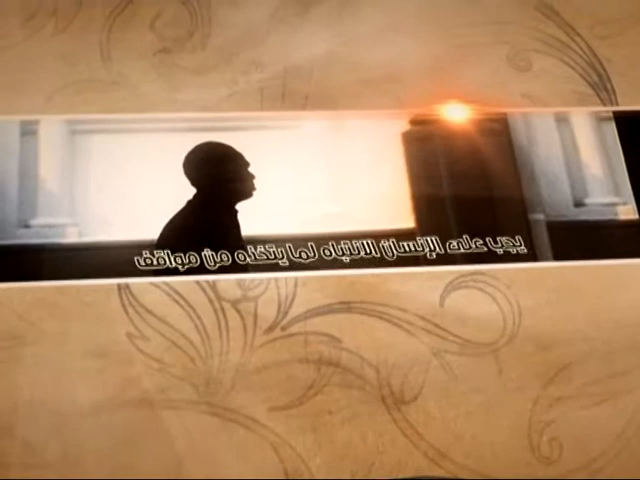 يجب على الإنسان الانتباه لما يتخذه من مواقف